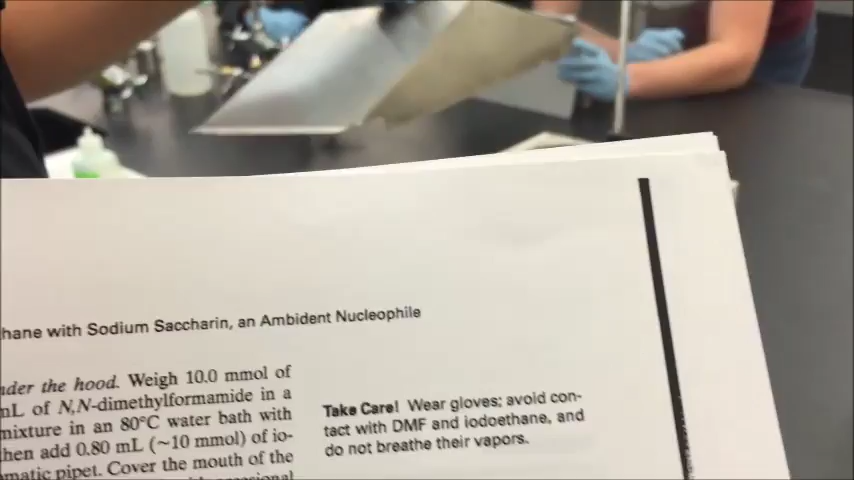 hane with Sodium Saccharin, an Ambident Nucleophile
nder the hood. Weigh 10.0 mmol of
mL of N,N-dimethylformamide in a
mixture in an 80°C water bath with
hen add 0.80 mL (~10 mmol) of io-
matic pipet. Cover the mouth of the
Take Care! Wear gloves; avoid con-
tact with DMF and iodoethane, and
do not breathe their vapors.